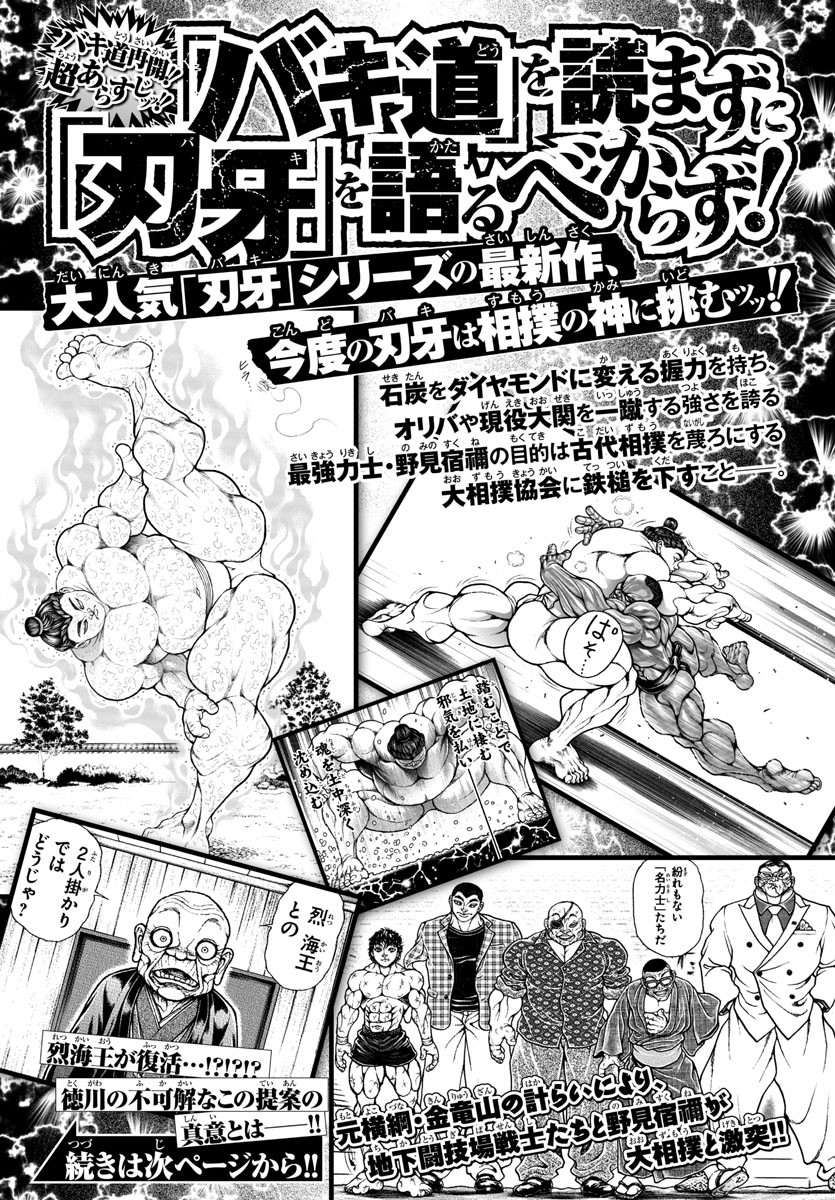 バキ道再開!!
超あらすじッ!!
「バキ道」を読まずに
「刃牙」を語るべからず!
大人気「刃牙」シリーズの最新作、
今度の刃牙は相撲の神に挑むッッ!!
石炭をダイヤモンドに変える握力を持ち、
オリバや現役大関を一蹴する強さを誇る
最強力士・野見宿禰の目的は古代相撲を蔑ろにする
大相撲協会に鉄槌を下すこと――。
ビラ…
ぱそ…
踏むことで
土地に棲む
邪気を払い
魂を土中深く
沈め込む
烈海王
との
2人掛かり
では
どうじゃ?
烈海王が復活…!?!?!?
徳川の不可解なこの提案の
真意とは――!!
続きは次ページから!!
紛れもない
「名力士」たちだ
元横綱・金竜山の計らいにより、
地下闘技場戦士たちと野見宿禰が
大相撲と激突!!